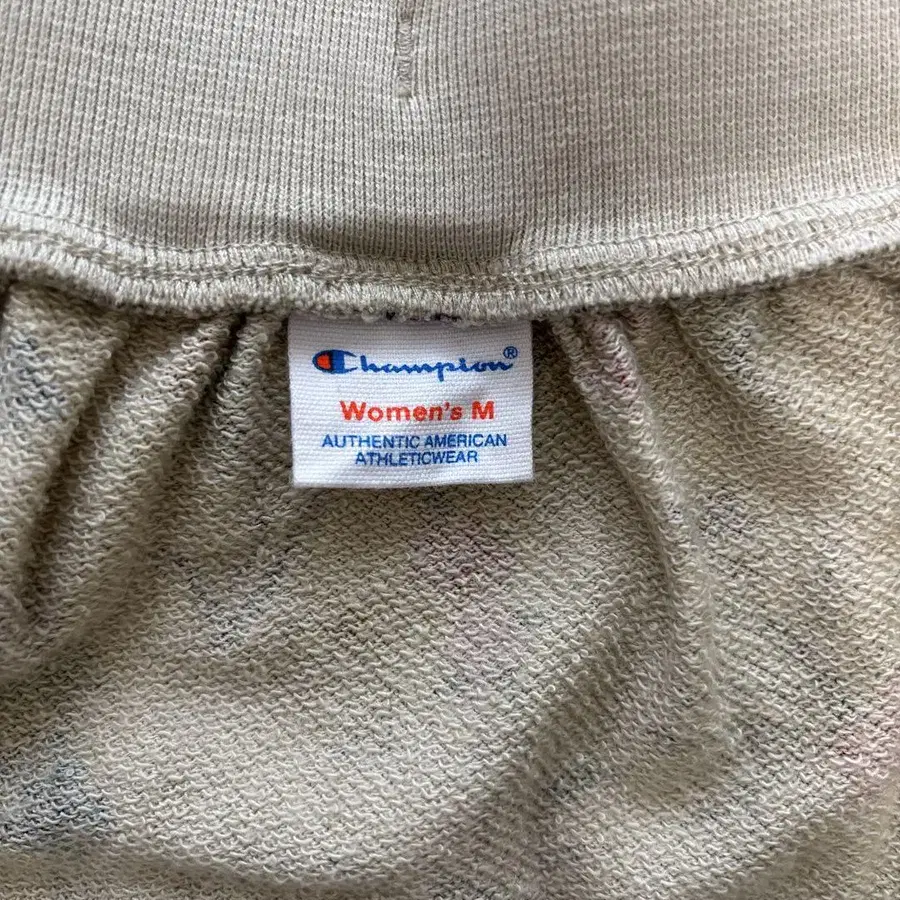 Champion®
Women's M
AUTHENTIC AMERICAN
ATHLETICWEAR